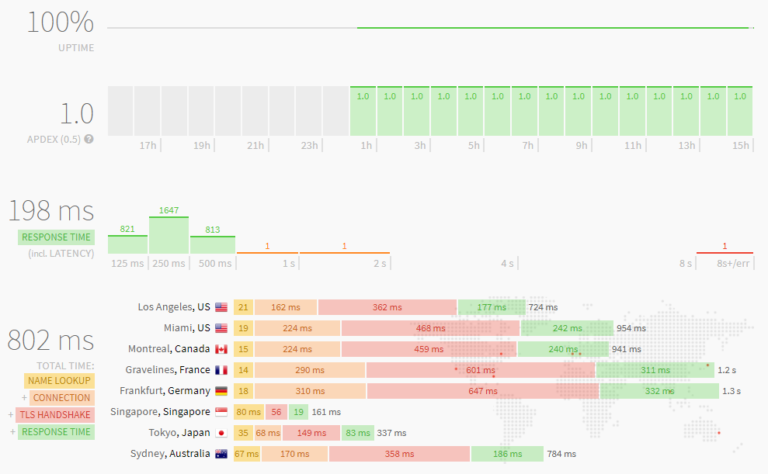 100%
UPTIME
1.0
APDEX (0.5) ?
1.0 1.0 1.0 1.0 1.0 1.0 1.0 1.0 1.0 1.0 1.0 1.0 1.0 1.0 1.0
17h 19h 21h 23h 1h 3h 5h 7h 9h 11h 13h 15h
198 ms
RESPONSE TIME
(incl. LATENCY)
821 1647 813 1 1 1
125 ms 250 ms 500 ms 1 s 2 s 4 s 8 s 8s+/err
802 ms
TOTAL TIME:
NAME LOOKUP
+ CONNECTION
+ TLS HANDSHAKE
+ RESPONSE TIME
Los Angeles, US 21 162 ms 362 ms 177 ms 724 ms
Miami, US 19 224 ms 468 ms 242 ms 954 ms
Montreal, Canada 15 224 ms 459 ms 240 ms 941 ms
Gravelines, France 14 290 ms 601 ms 311 ms 1.2 s
Frankfurt, Germany 18 310 ms 647 ms 332 ms 1.3 s
Singapore, Singapore 80 ms 56 19 161 ms
Tokyo, Japan 35 68 ms 149 ms 83 ms 337 ms
Sydney, Australia 67 ms 170 ms 358 ms 186 ms 784 ms